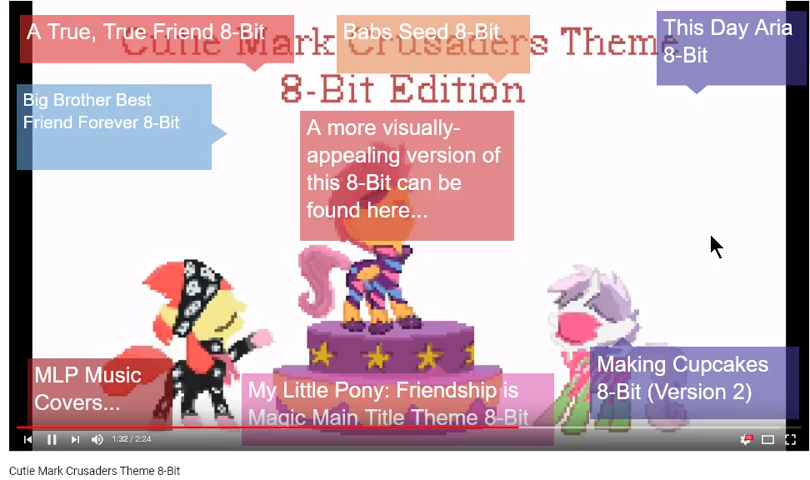 A True, True Friend 8-Bit
Babs Seed 8-Bit
This Day Aria
8-Bit
Cutie Mark Crusaders Theme
8-Bit Edition
Big Brother Best
Friend Forever 8-Bit
A more visually-
appealing version of
this 8-Bit can be
found here...
MLP Music
Covers...
My Little Pony: Friendship is
Magic Main Title Theme 8-Bit
Making Cupcakes
8-Bit (Version 2)
1:32 / 2:24
Cutie Mark Crusaders Theme 8-Bit